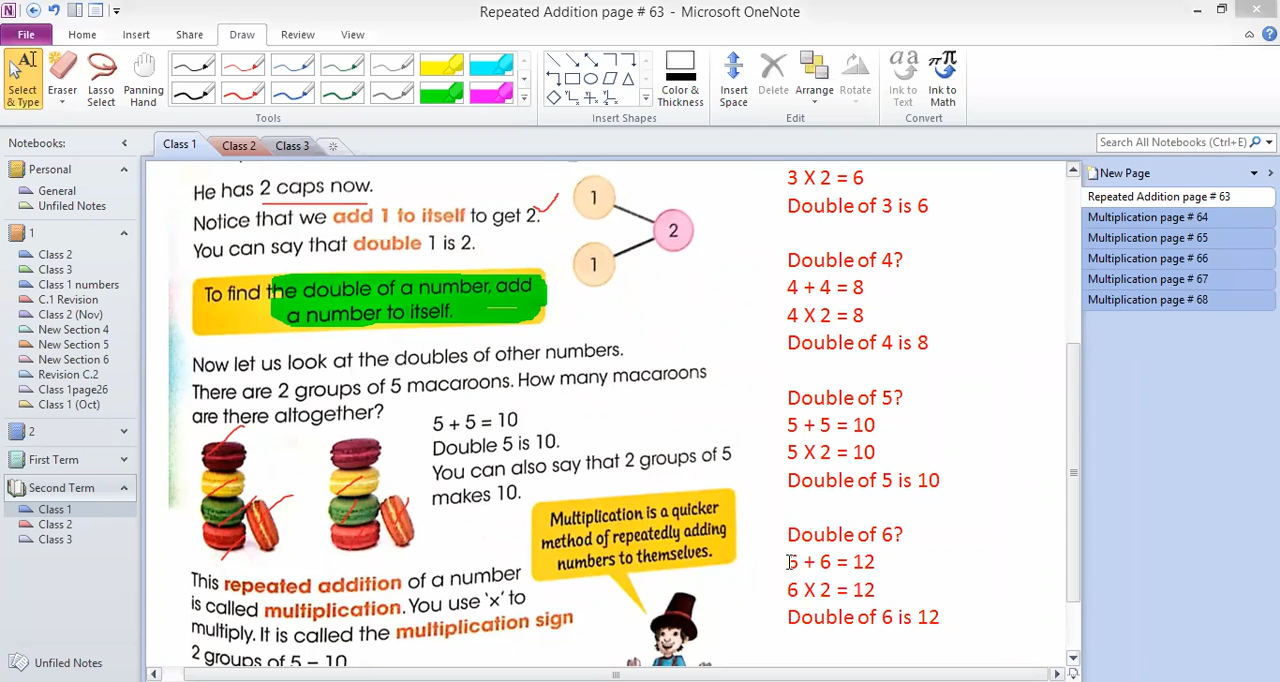 Repeated Addition page # 63 - Microsoft OneNote
File
Home
Insert
Share
Draw
Review
View
Select & Type
Eraser
Lasso Select
Panning Hand
Color & Thickness
Insert Space
Delete
Arrange
Rotate
Ink to Text
Ink to Math
Tools
Insert Shapes
Edit
Convert
Notebooks:
Class 1
Class 2
Class 3
Search All Notebooks (Ctrl+E)
Personal
General
Unfiled Notes
1
Class 2
Class 3
Class 1 numbers
C.1 Revision
Class 2 (Nov)
New Section 4
New Section 5
New Section 6
Revision C.2
Class 1page26
Class 1 (Oct)
2
First Term
Second Term
Class 1
Class 2
Class 3
Unfiled Notes
He has 2 caps now.
Notice that we add 1 to itself to get 2.
You can say that double 1 is 2.
1
2
1
To find the double of a number, add
a number to itself.
Now let us look at the doubles of other numbers.
There are 2 groups of 5 macaroons. How many macaroons
are there altogether?
5 + 5 = 10
Double 5 is 10.
You can also say that 2 groups of 5
makes 10.
Multiplication is a quicker
method of repeatedly adding
numbers to themselves.
This repeated addition of a number
is called multiplication. You use 'x' to
multiply. It is called the multiplication sign
2 groups of 5 = 10
3 X 2 = 6
Double of 3 is 6
Double of 4?
4 + 4 = 8
4 X 2 = 8
Double of 4 is 8
Double of 5?
5 + 5 = 10
5 X 2 = 10
Double of 5 is 10
Double of 6?
6 + 6 = 12
6 X 2 = 12
Double of 6 is 12
New Page
Repeated Addition page # 63
Multiplication page # 64
Multiplication page # 65
Multiplication page # 66
Multiplication page # 67
Multiplication page # 68